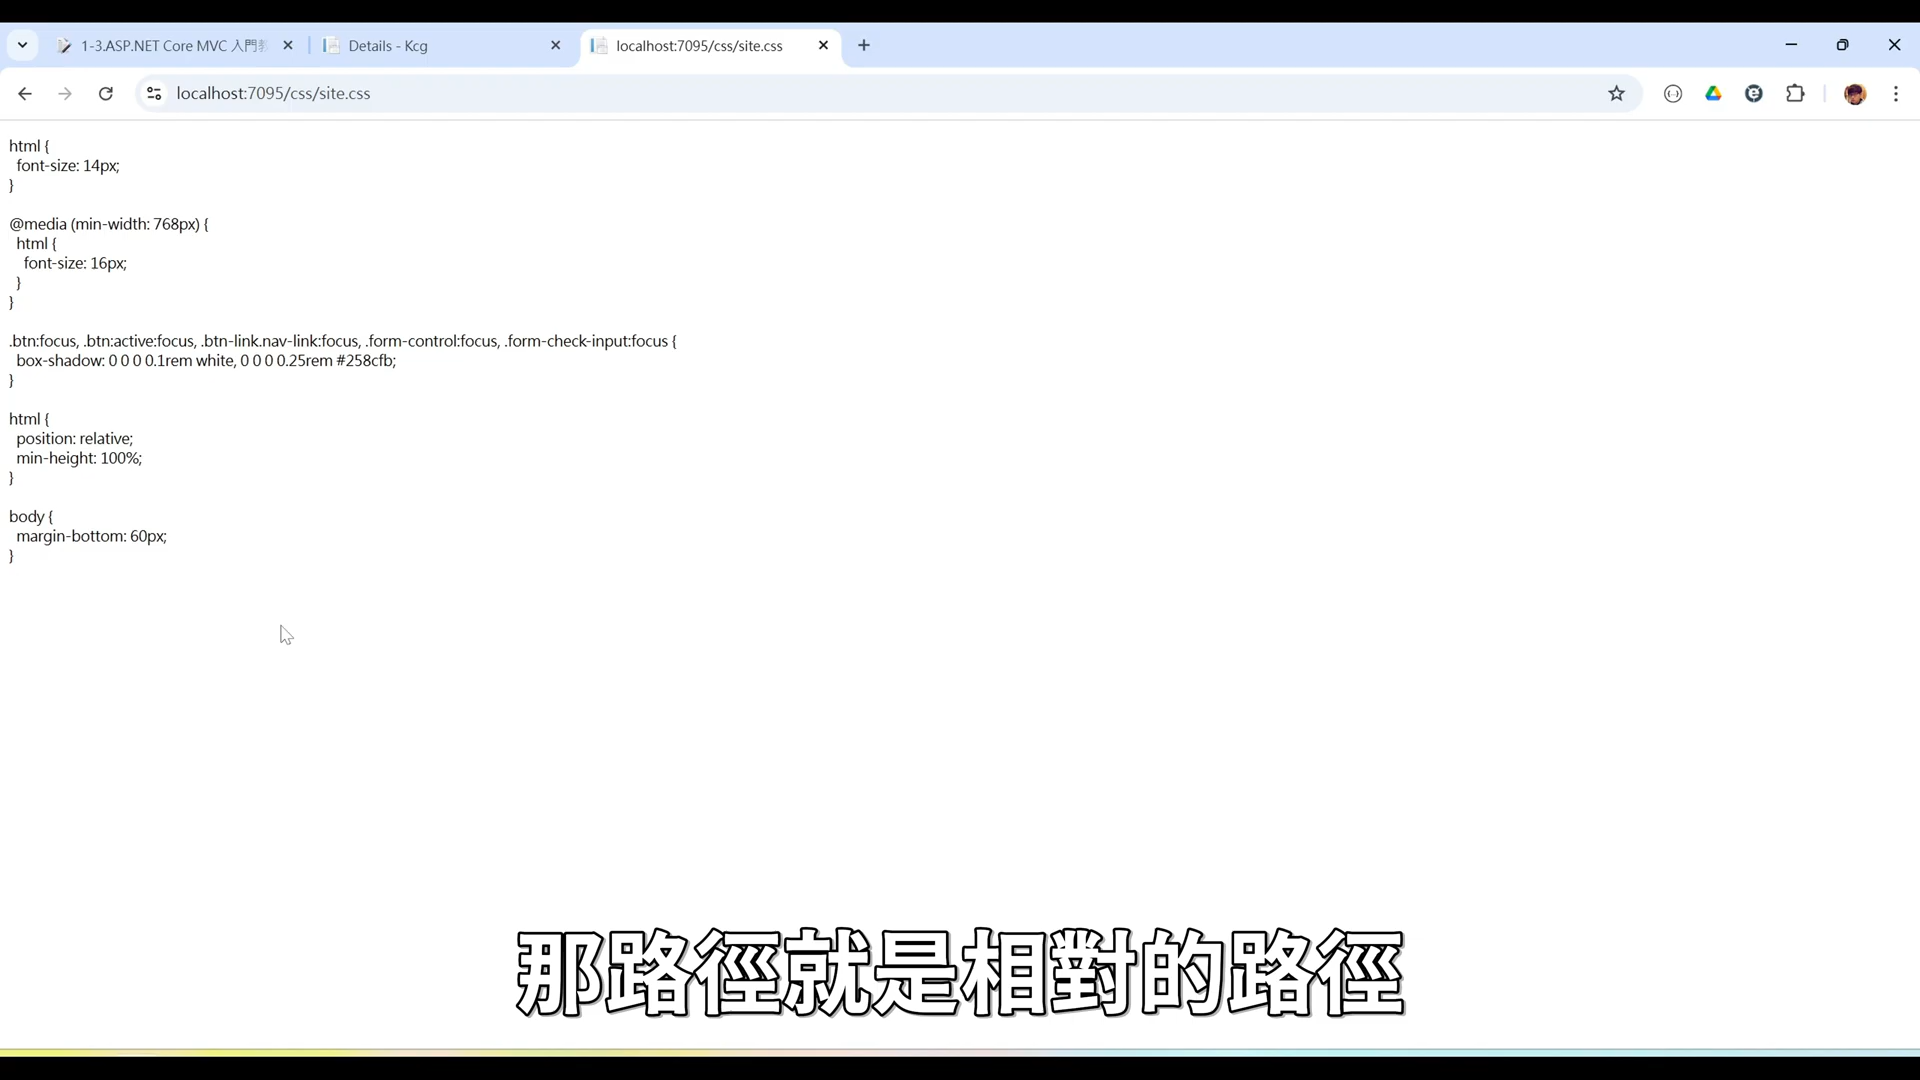 1-3.ASP.NET Core MVC 入門
Details - Kcg
localhost:7095/css/site.css
localhost:7095/css/site.css
html {
  font-size: 14px;
}
@media (min-width: 768px) {
  html {
    font-size: 16px;
  }
}
.btn:focus, .btn:active:focus, .btn-link.nav-link:focus, .form-control:focus, .form-check-input:focus {
  box-shadow: 0 0 0 0.1rem white, 0 0 0 0.25rem #258cfb;
}
html {
  position: relative;
  min-height: 100%;
}
body {
  margin-bottom: 60px;
}
那路徑就是相對的路徑